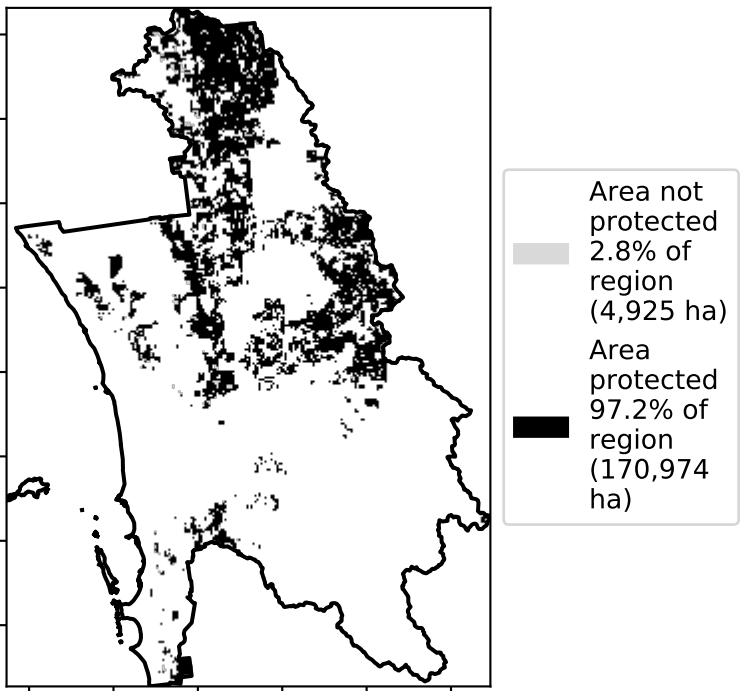 Area not
protected
2.8% of
region
(4,925 ha)
Area
protected
97.2% of
region
(170,974
ha)